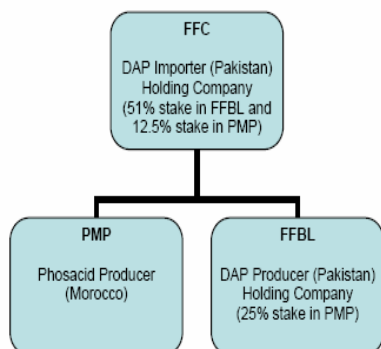 FFC
DAP Importer (Pakistan)
Holding Company
(51% stake in FFBL and
12.5% stake in PMP)
PMP
Phosacid Producer
(Morocco)
FFBL
DAP Producer (Pakistan)
Holding Company
(25% stake in PMP)